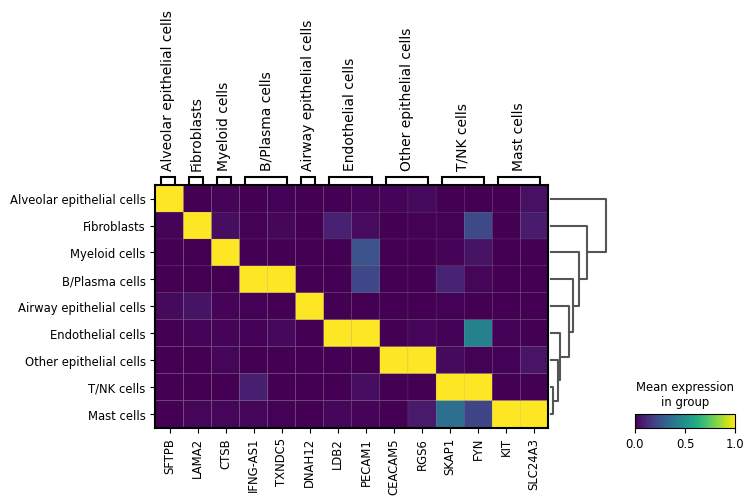 Alveolar epithelial cells
Fibroblasts
Myeloid cells
B/Plasma cells
Airway epithelial cells
Endothelial cells
Other epithelial cells
T/NK cells
Mast cells
Alveolar epithelial cells
Fibroblasts
Myeloid cells
B/Plasma cells
Airway epithelial cells
Endothelial cells
Other epithelial cells
T/NK cells
Mast cells
SFTPB
LAMA2
CTSB
IFNG-AS1
TXNDC5
DNAH12
LDB2
PECAM1
CEACAM5
RGS6
SKAP1
FYN
KIT
SLC24A3
Mean expression
in group
0.0 0.5 1.0